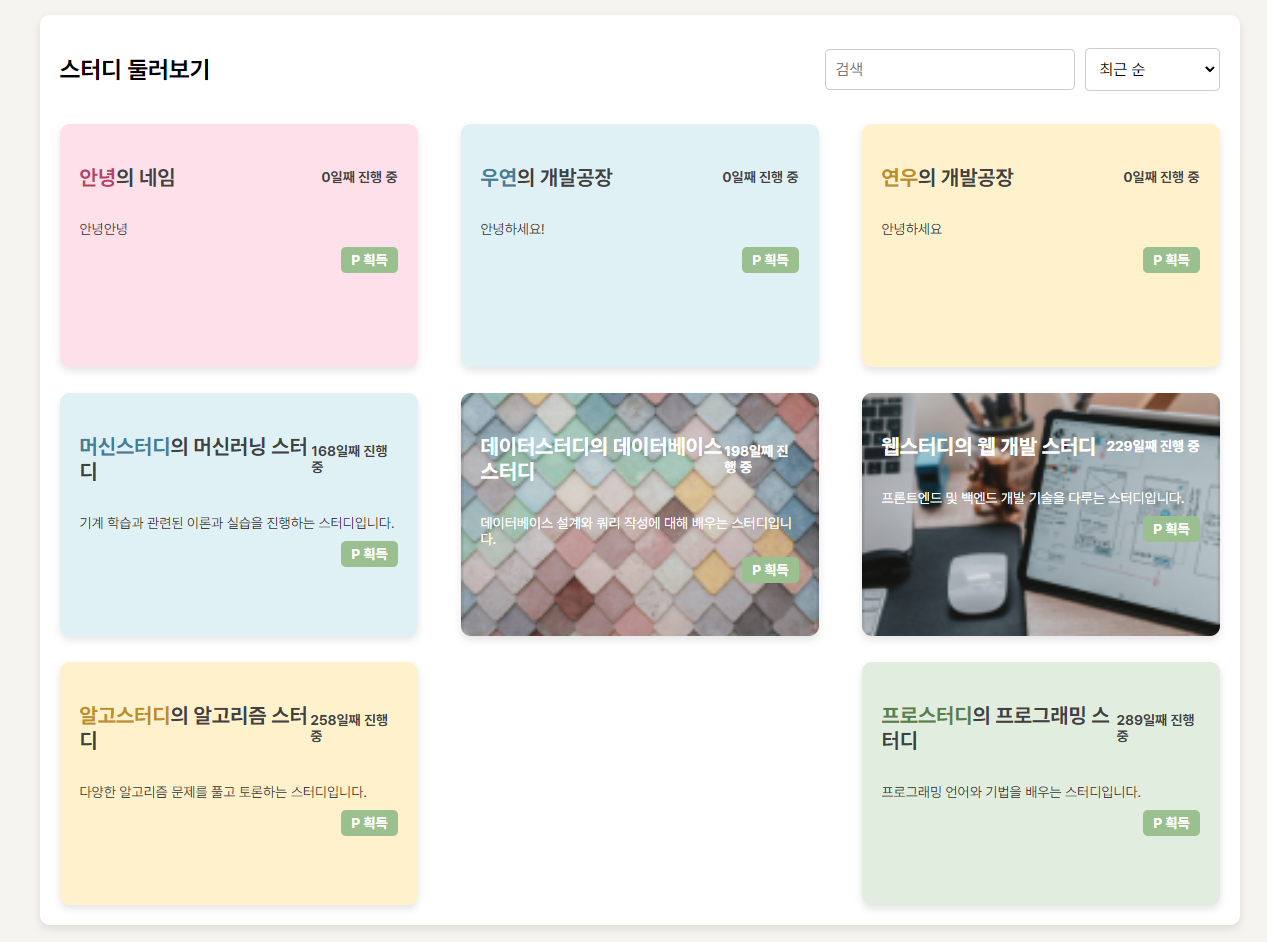 스터디 둘러보기
검색
최근 순
안녕의 네임
0일째 진행 중
안녕안녕
P 획득
우연의 개발공장
0일째 진행 중
안녕하세요!
P 획득
연우의 개발공장
0일째 진행 중
안녕하세요
P 획득
머신스터디의 머신러닝 스터
디
168일째 진행
중
기계 학습과 관련된 이론과 실습을 진행하는 스터디입니다.
P 획득
데이터스터디의 데이터베이스
스터디
198일째 진
행 중
데이터베이스 설계와 쿼리 작성에 대해 배우는 스터디입니
다.
P 획득
웹스터디의 웹 개발 스터디
229일째 진행 중
프론트엔드 및 백엔드 개발 기술을 다루는 스터디입니다.
P 획득
알고스터디의 알고리즘 스터
디
258일째 진행
중
다양한 알고리즘 문제를 풀고 토론하는 스터디입니다.
P 획득
프로스터디의 프로그래밍 스
터디
289일째 진행
중
프로그래밍 언어와 기법을 배우는 스터디입니다.
P 획득